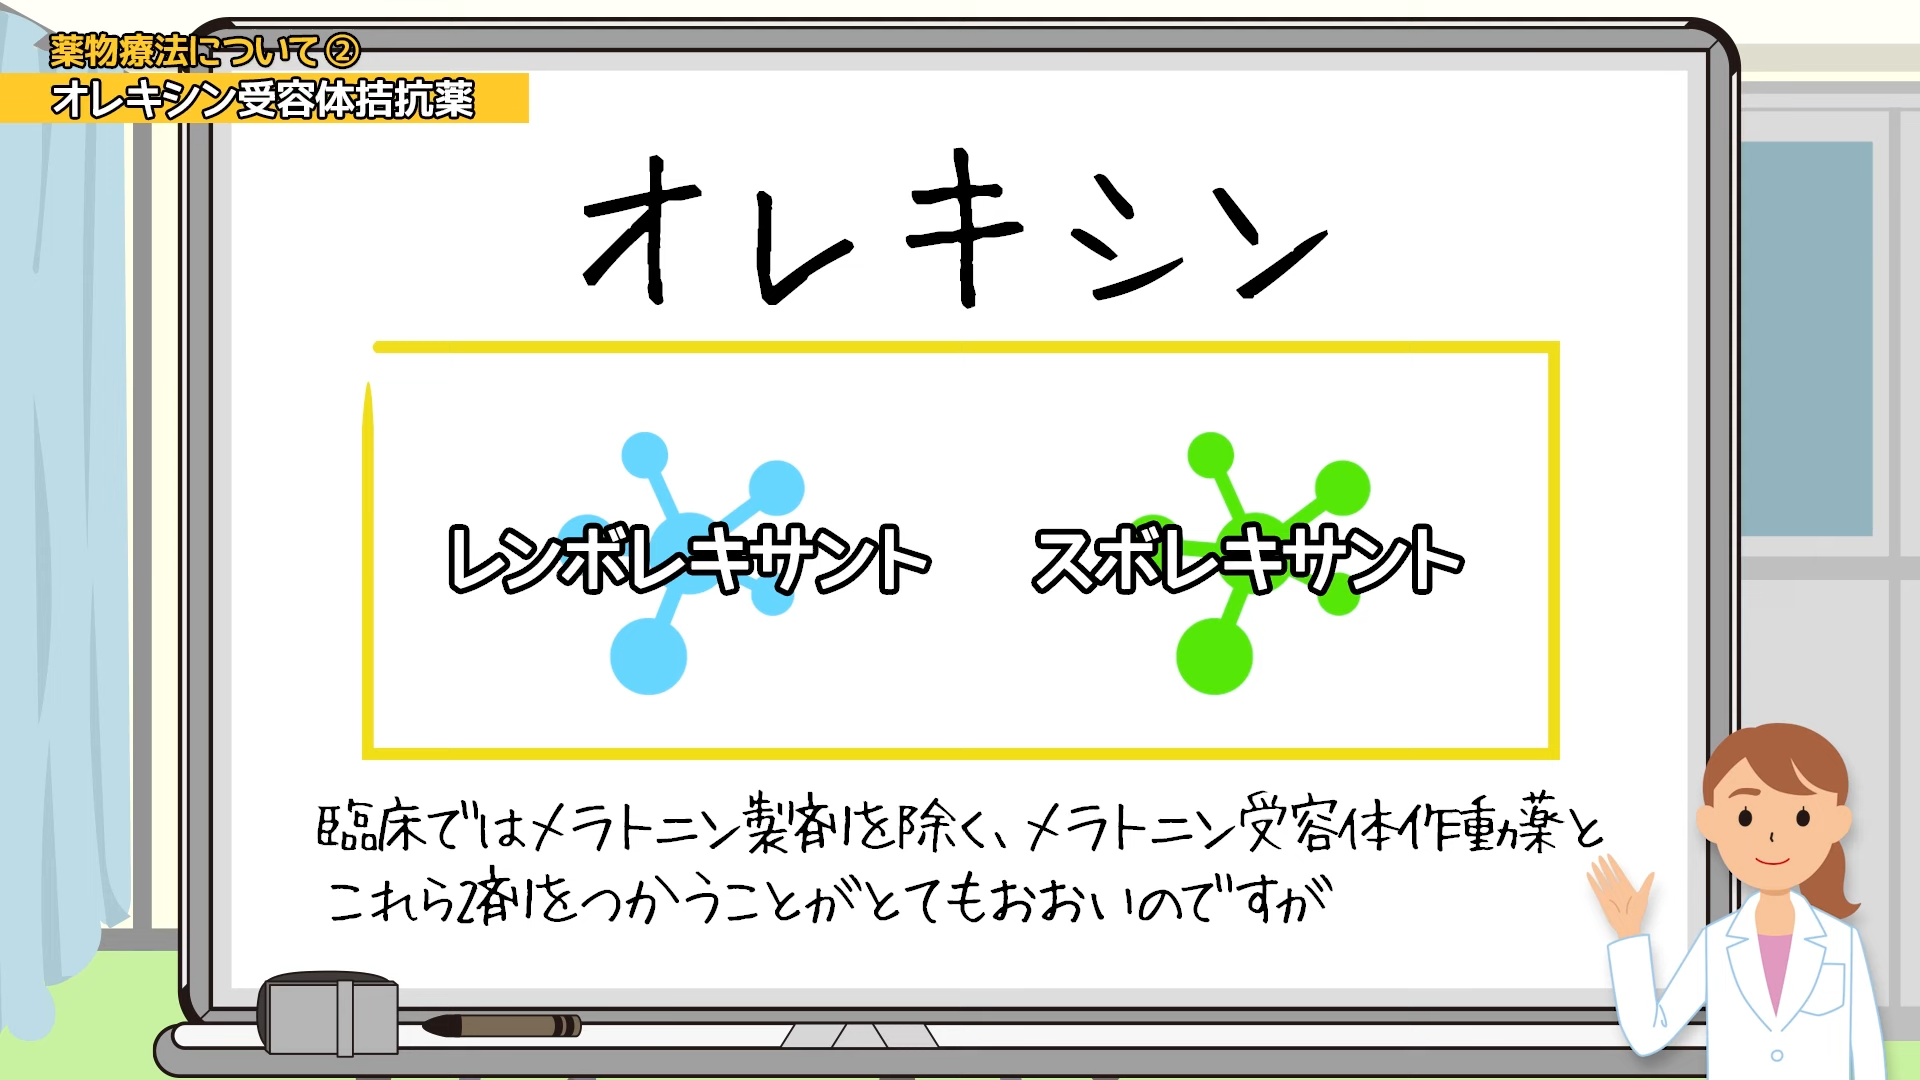 薬物療法について②
オレキシン受容体拮抗薬
オレキシン
レンボレキサント
スボレキサント
臨床ではメラトニン製剤を除く、メラトニン受容体作動薬と
これら2剤をつかうことがとてもおおいのですが